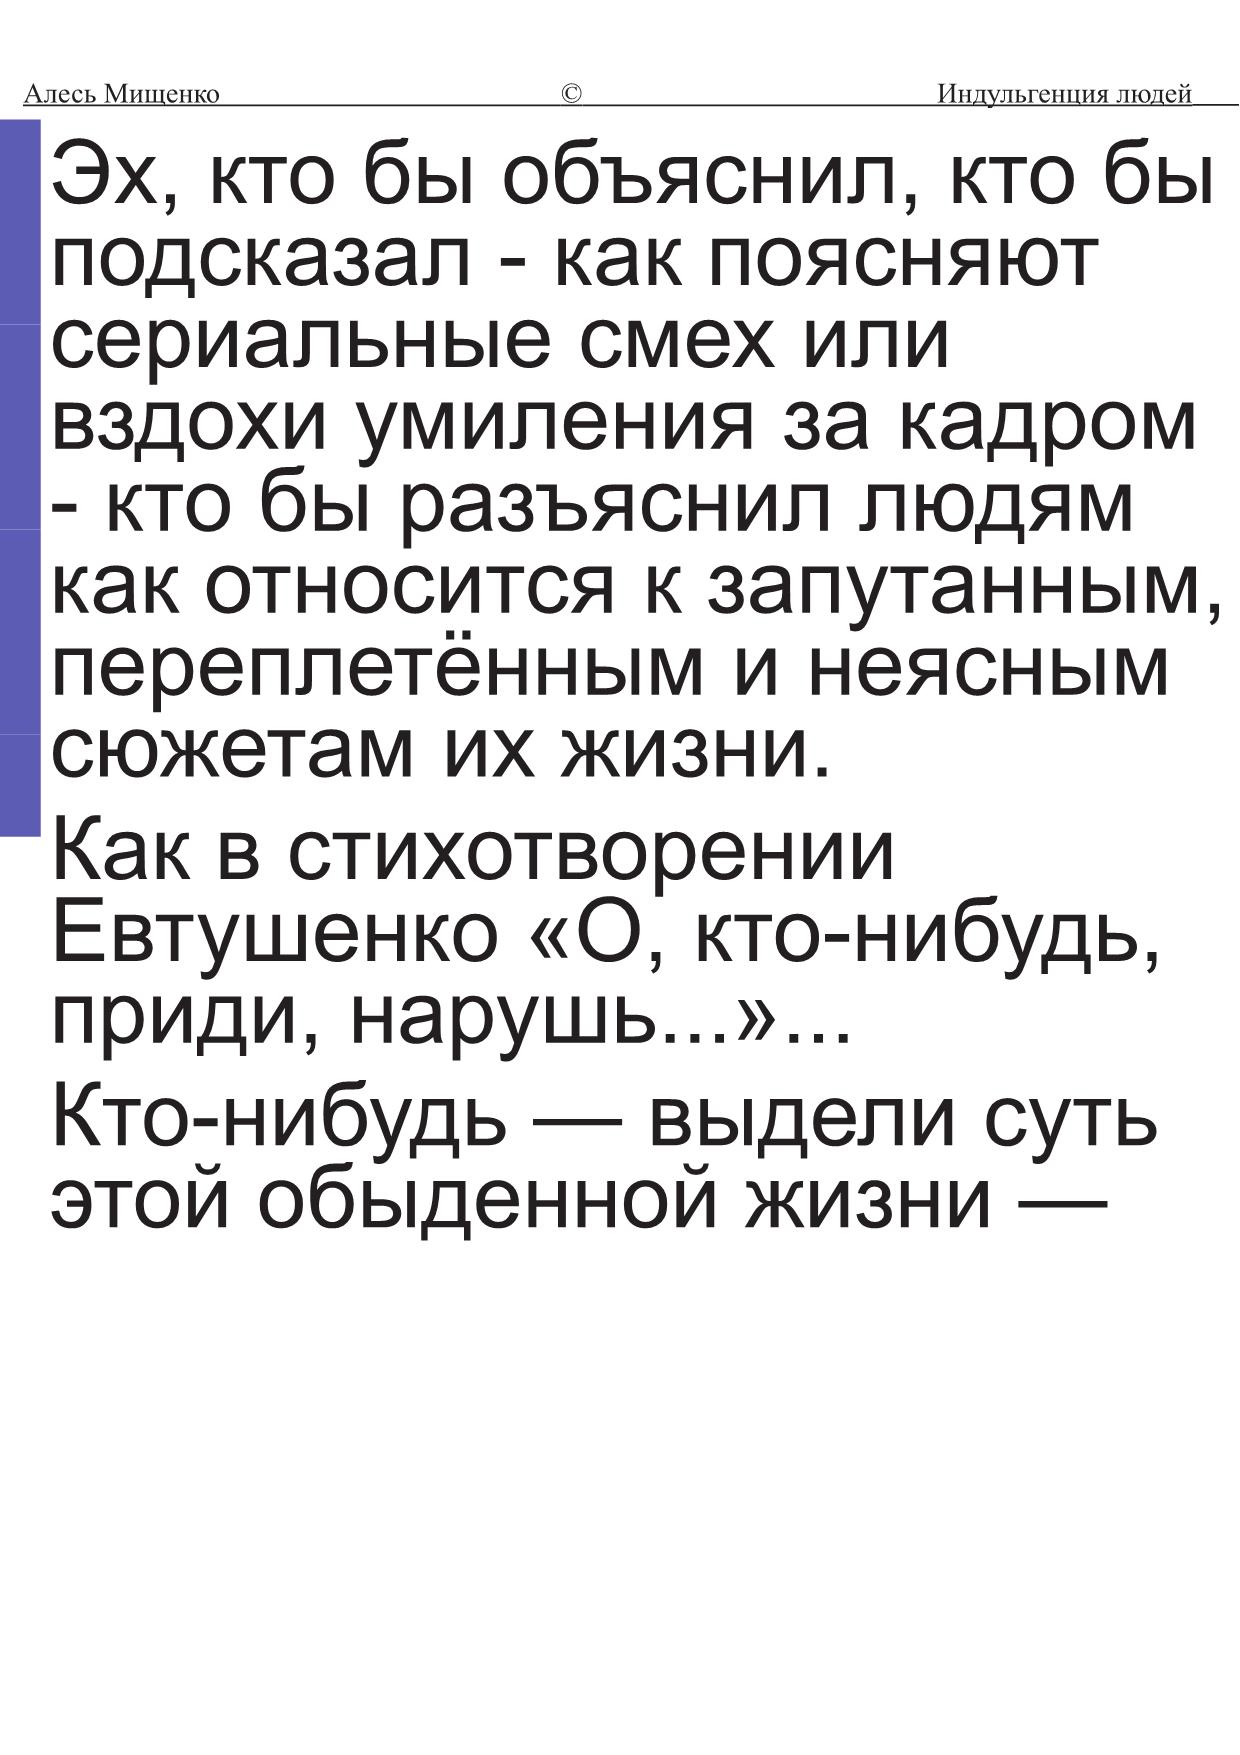 Алесь Мищенко © Индульгенция людей
Эх, кто бы объяснил, кто бы
подсказал - как поясняют
сериальные смех или
вздохи умиления за кадром
- кто бы разъяснил людям
как относится к запутанным,
переплетённым и неясным
сюжетам их жизни.
Как в стихотворении
Евтушенко «О, кто-нибудь,
приди, нарушь...»...
Кто-нибудь — выдели суть
этой обыденной жизни —